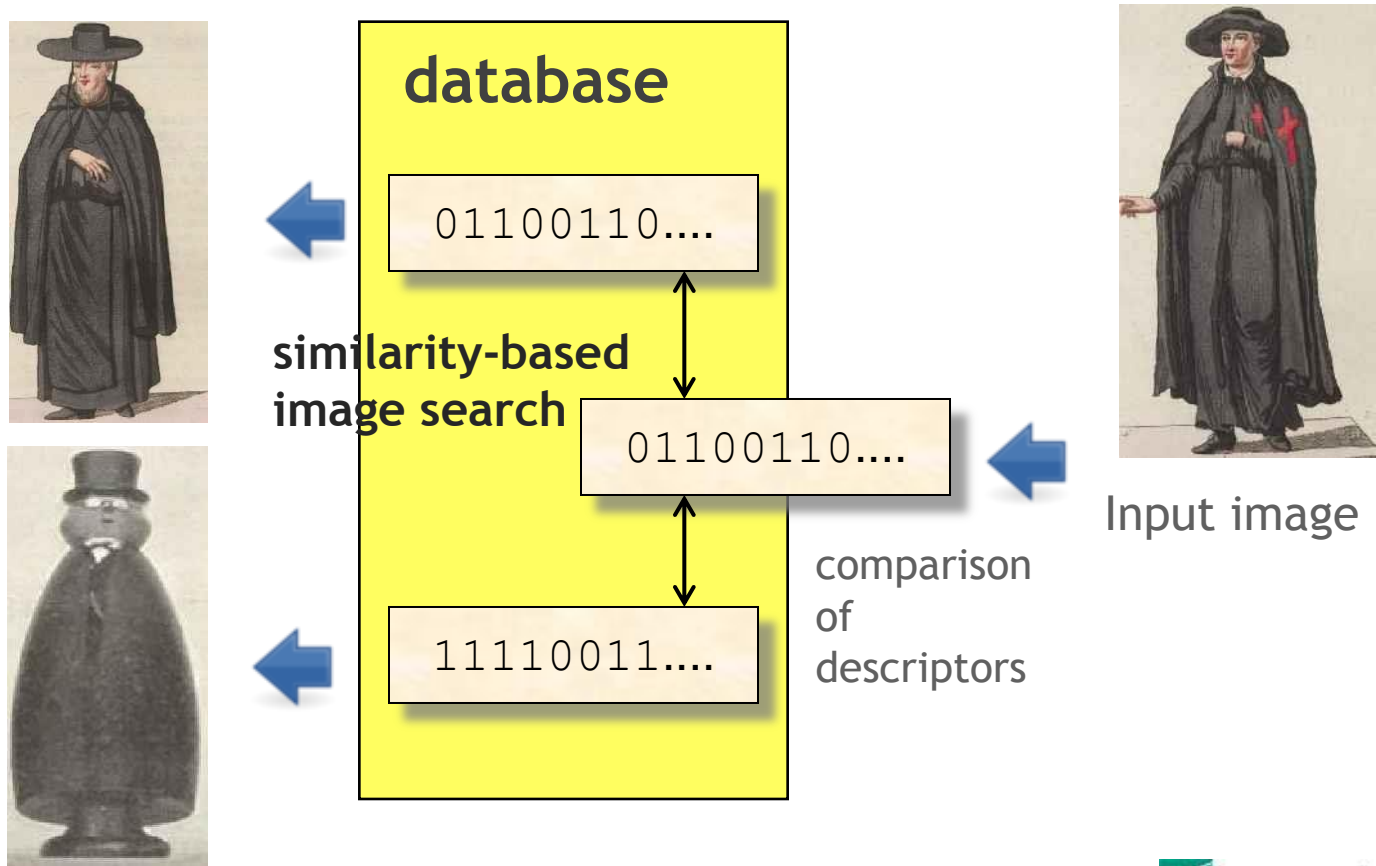 database
01100110....
similarity-based
image search
01100110....
Input image
comparison
of
descriptors
11110011....